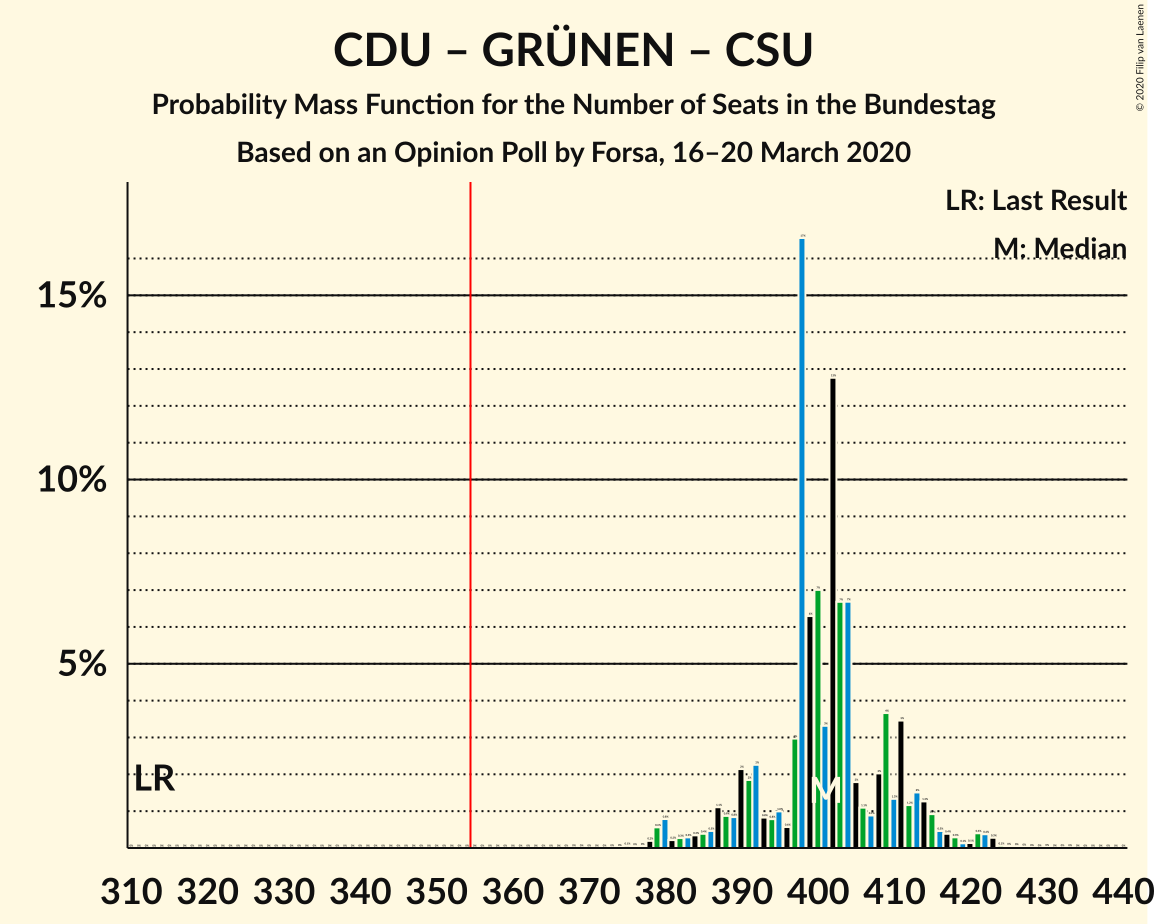 CDU – GRÜNEN – CSU
Probability Mass Function for the Number of Seats in the Bundestag
Based on an Opinion Poll by Forsa, 16–20 March 2020
© 2020 Filip van Laenen
LR: Last Result
M: Median
15%
10%
5%
LR
M
310 320 330 340 350 360 370 380 390 400 410 420 430 440